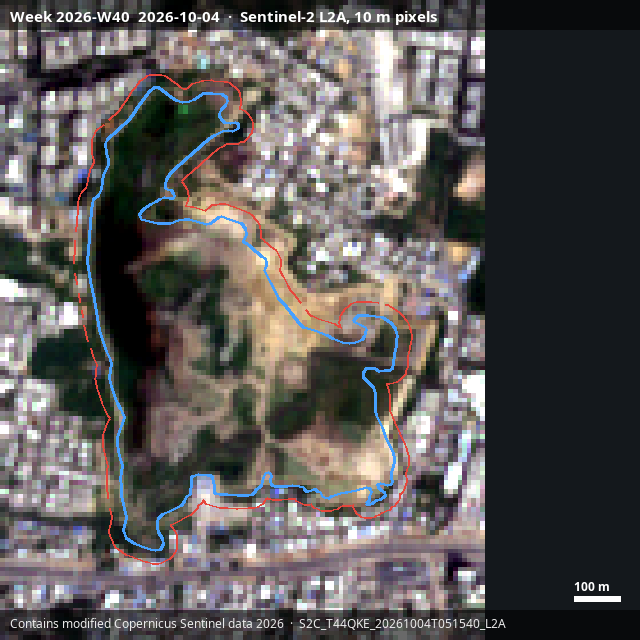 Week 2026-W40 2026-10-04 · Sentinel-2 L2A, 10 m pixels
100 m
Contains modified Copernicus Sentinel data 2026 · S2C_T44QKE_20261004T051540_L2A